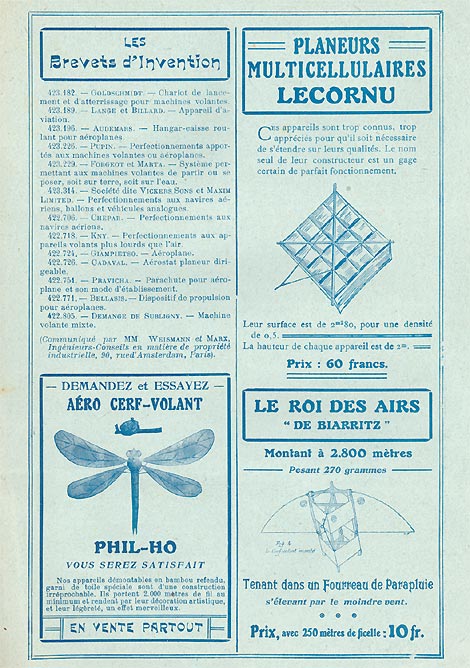 LES
Brevets d'Invention
423.182. — GOLDSCHMIDT. — Chariot de lance-
ment et d'atterrissage pour machines volantes.
423.189. — LANGE et BILLARD. — Appareil d'a-
viation.
423.196. — AUDEMARS. — Hangar-caisse rou-
lant pour aéroplanes.
423.226. — PUPIN. — Perfectionnements appor-
tés aux machines volantes ou aéroplanes.
423.229. — FORGEOT et MARTA. — Système per-
mettant aux machines volantes de partir ou se
poser, soit sur terre, soit sur l'eau.
423.314. — Société dite VICKERS SONS et MAXIM
LIMITED. — Perfectionnements aux navires aé-
riens, ballons et véhicules analogues.
422.706. — CHEPAR. — Perfectionnements aux
navires aériens.
422.718. — KNY. — Perfectionnements aux ap-
pareils volants plus lourds que l'air.
422.724. — GIAMPIETRO. — Aéroplane.
422.726. — CADAVAL. — Aérostat planeur diri-
geable.
422.751. — PRAVICHA. — Parachute pour aéro-
plane et son mode d'établissement.
422.771. — BELLASIS. — Dispositif de propulsion
pour aéroplanes.
422.805. — DEMANGE DE SUBLIGNY. — Machine
volante mixte.
(Communiqué par MM. WEISMANN et MARX,
Ingénieurs-Conseils en matière de propriété
industrielle, 90, rue d'Amsterdam, Paris).
— DEMANDEZ et ESSAYEZ —
AÉRO CERF-VOLANT
PHIL-HO
VOUS SEREZ SATISFAIT
Nos appareils démontables en bambou refendu,
garni de toile spéciale sont d'une construction
irréprochable. Ils portent 2.000 mètres de fil au
minimum et rendent par leur décoration artistique,
et leur légèreté, un effet merveilleux.
EN VENTE PARTOUT
PLANEURS
MULTICELLULAIRES
LECORNU
Ces appareils sont trop connus, trop
appréciés pour qu'il soit nécessaire
de s'étendre sur leurs qualités. Le nom
seul de leur constructeur est un gage
certain de parfait fonctionnement.
Leur surface est de 2m²80, pour une densité
de 0,5.
La hauteur de chaque appareil est de 2m.
Prix : 60 francs.
LE ROI DES AIRS
" DE BIARRITZ "
Montant à 2.800 mètres
Pesant 270 grammes
Tenant dans un Fourreau de Parapluie
s'élevant par le moindre vent.
Prix, avec 250 mètres de ficelle : 10 fr.